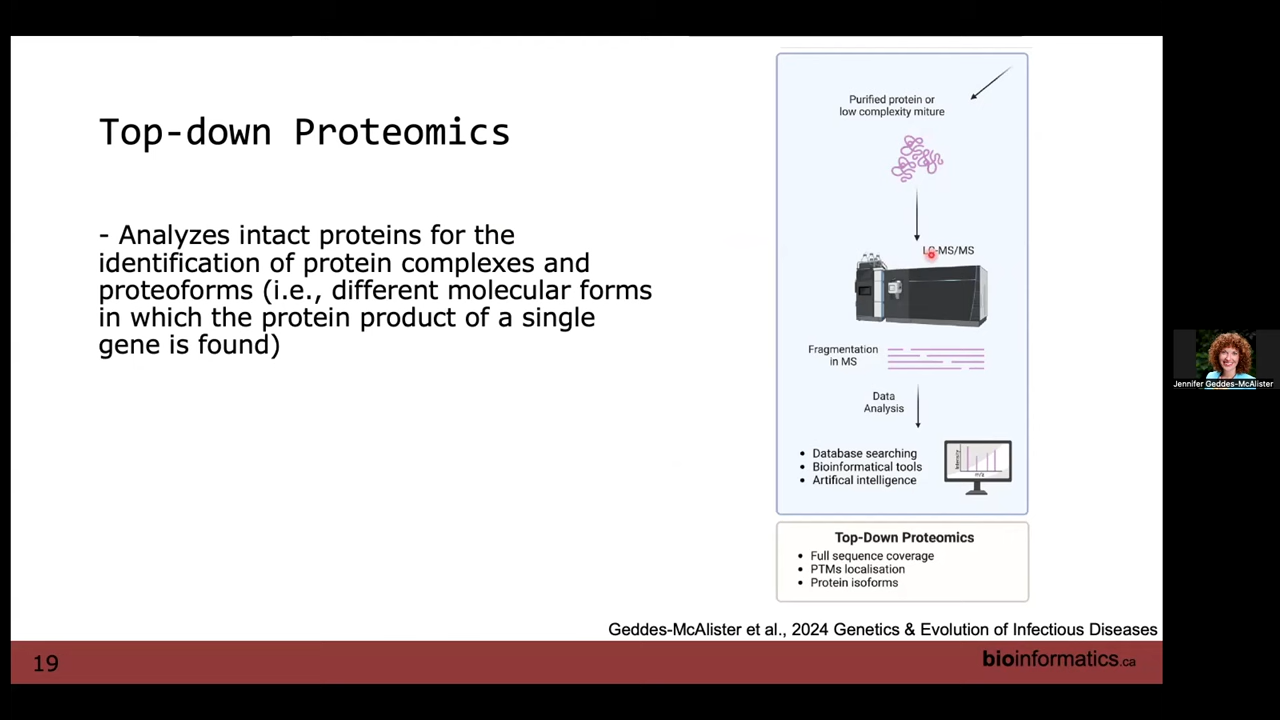 Top-down Proteomics
- Analyzes intact proteins for the
identification of protein complexes and
proteoforms (i.e., different molecular forms
in which the protein product of a single
gene is found)
Purified protein or
low complexity miture
LC-MS/MS
Fragmentation
in MS
Data
Analysis
• Database searching
• Bioinformatical tools
• Artifical intelligence
Intensity
m/z
Top-Down Proteomics
• Full sequence coverage
• PTMs localisation
• Protein isoforms
Geddes-McAlister et al., 2024 Genetics & Evolution of Infectious Diseases
19
bioinformatics.ca
Jennifer Geddes-McAlister